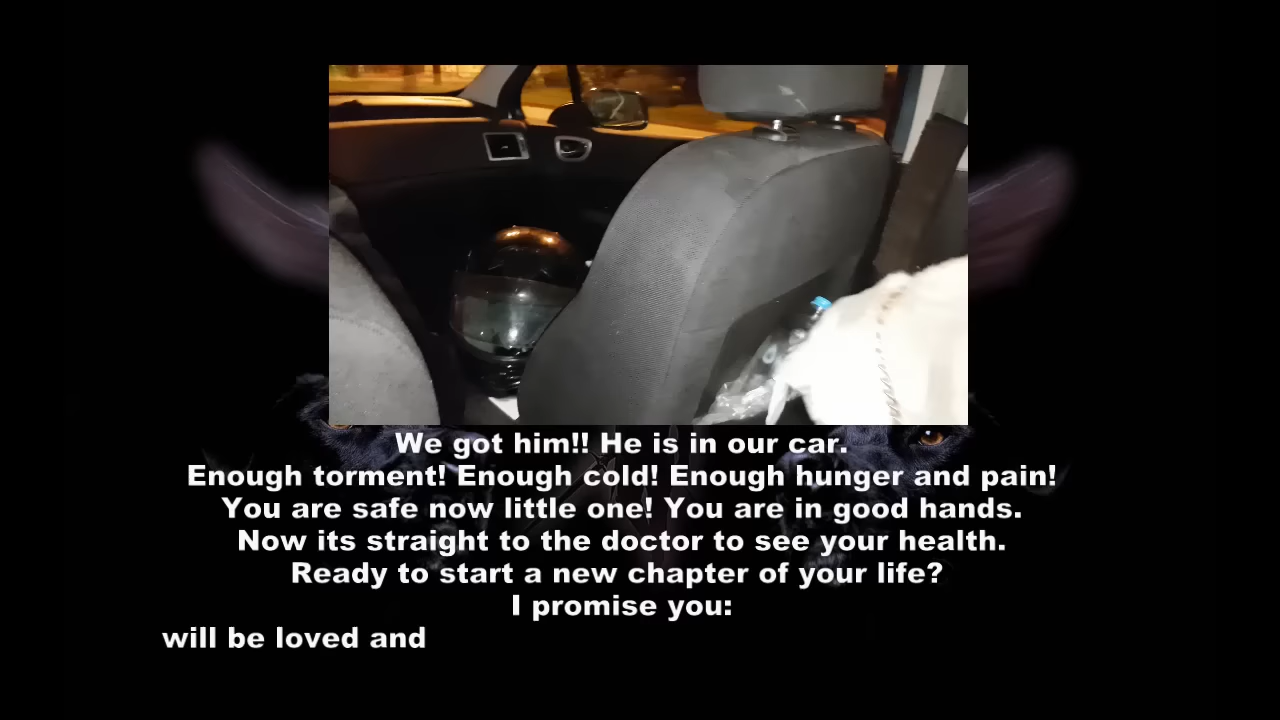 We got him!! He is in our car.
Enough torment! Enough cold! Enough hunger and pain!
You are safe now little one! You are in good hands.
Now its straight to the doctor to see your health.
Ready to start a new chapter of your life?
I promise you:
will be loved and